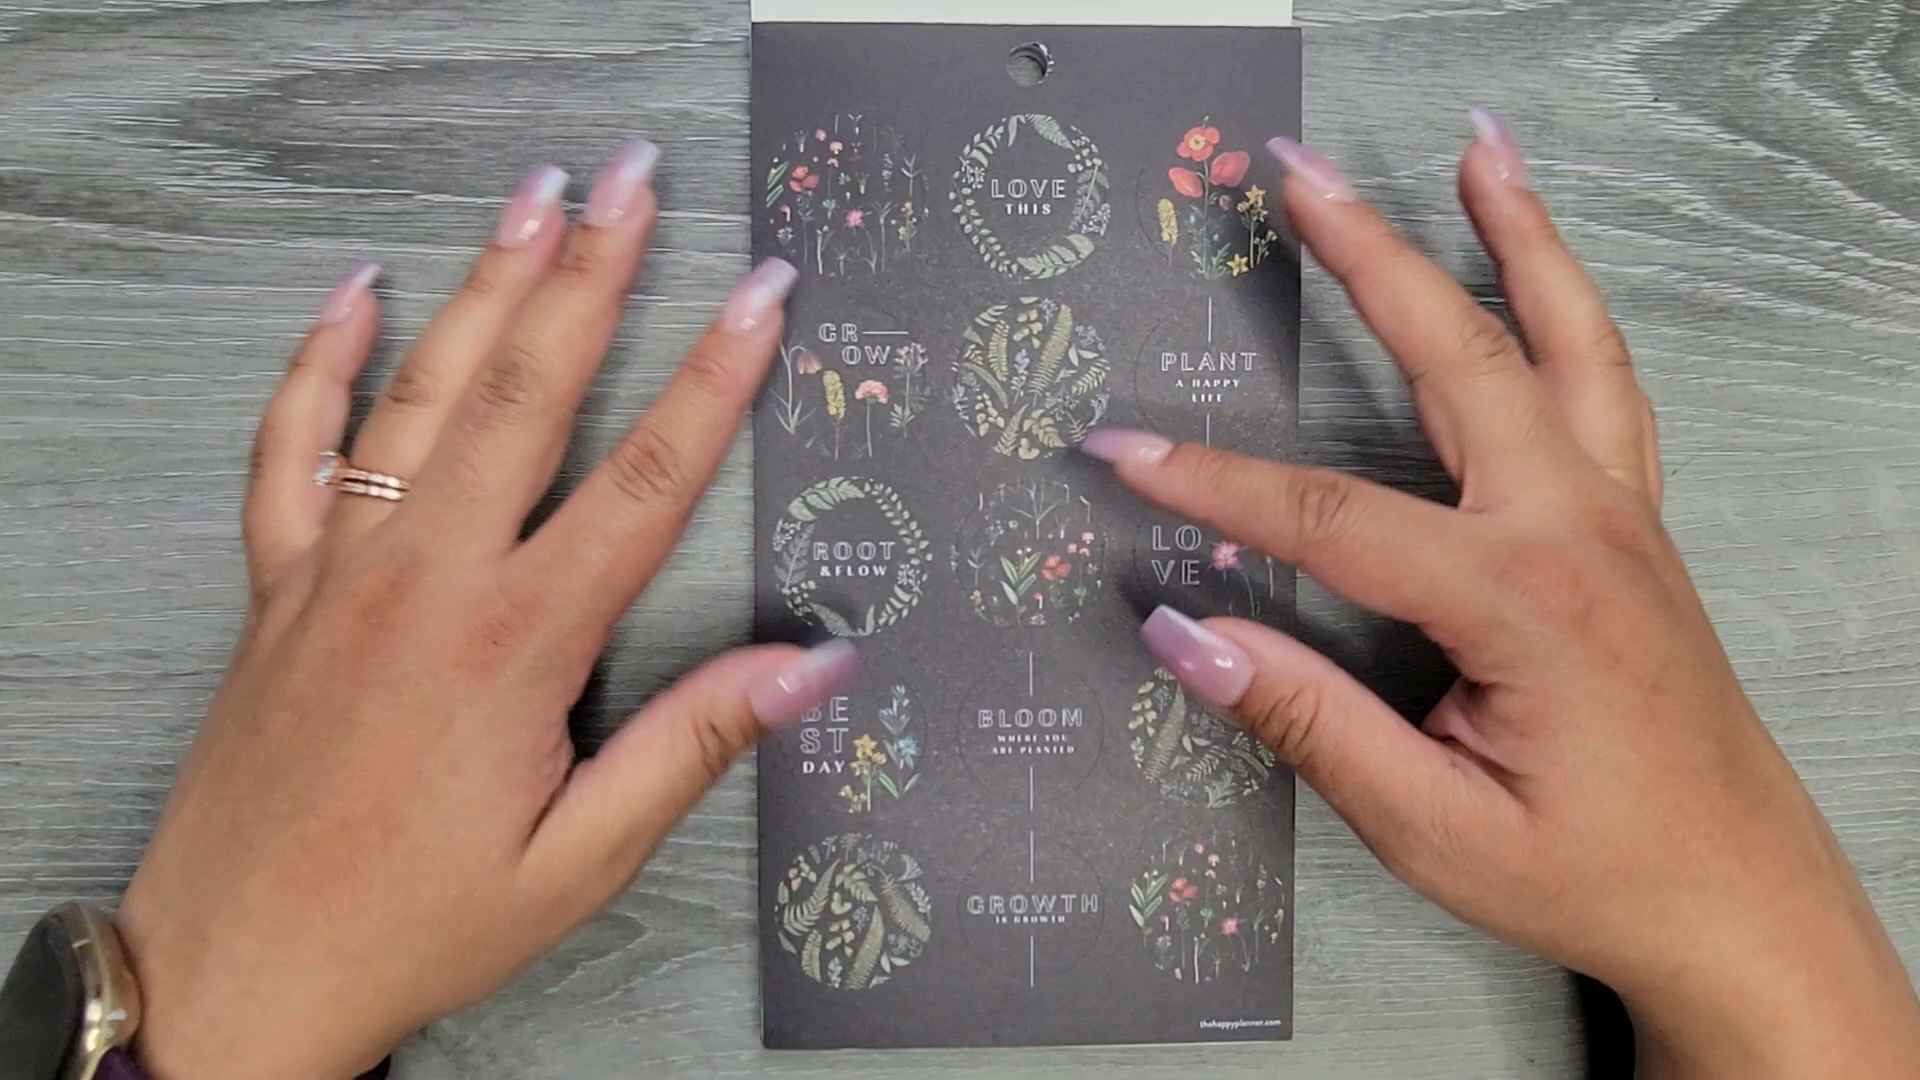 LOVE
THIS
GR
OW
PLANT
A HAPPY
LIFE
ROOT
&FLOW
LO
VE
BE
ST
DAY
BLOOM
WHERE YOU
ARE PLANTED
GROWTH
IS GROWTH
thehappyplanner.com